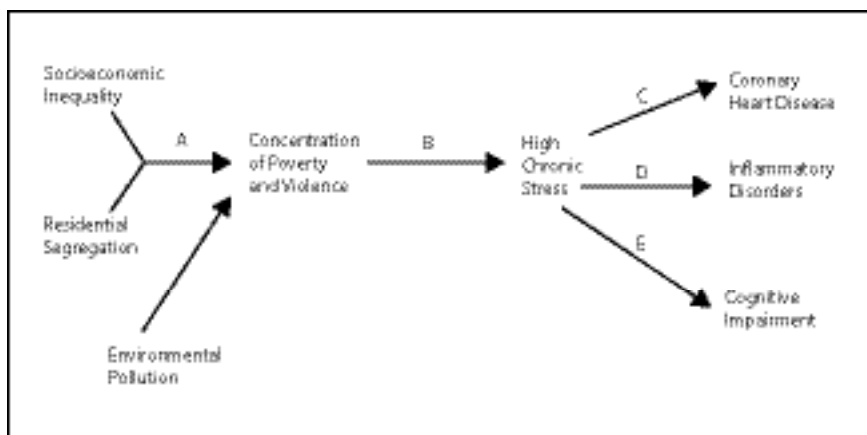 Socioeconomic
Inequality
A
Concentration
of Poverty
and Violence
Residential
Segregation
Environmental
Pollution
B
High
Chronic
Stress
C
D
E
Coronary
Heart Disease
Inflammatory
Disorders
Cognitive
Impairment